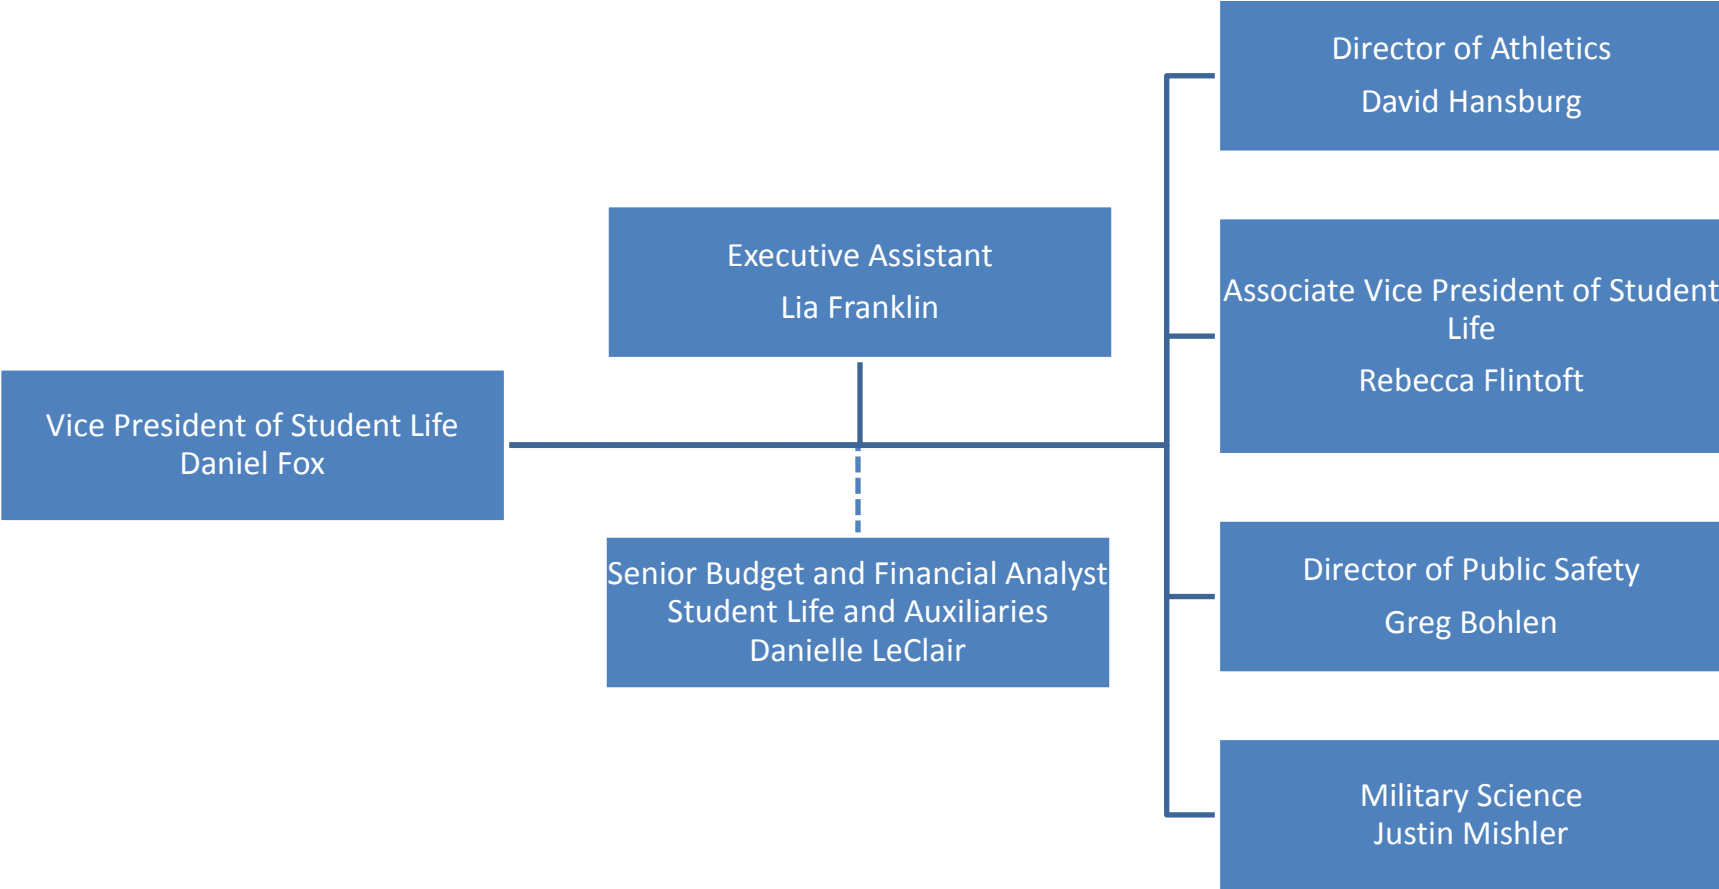 Director of Athletics
David Hansburg
Executive Assistant
Lia Franklin
Associate Vice President of Student
Life
Rebecca Flintoft
Vice President of Student Life
Daniel Fox
Senior Budget and Financial Analyst
Student Life and Auxiliaries
Danielle LeClair
Director of Public Safety
Greg Bohlen
Military Science
Justin Mishler